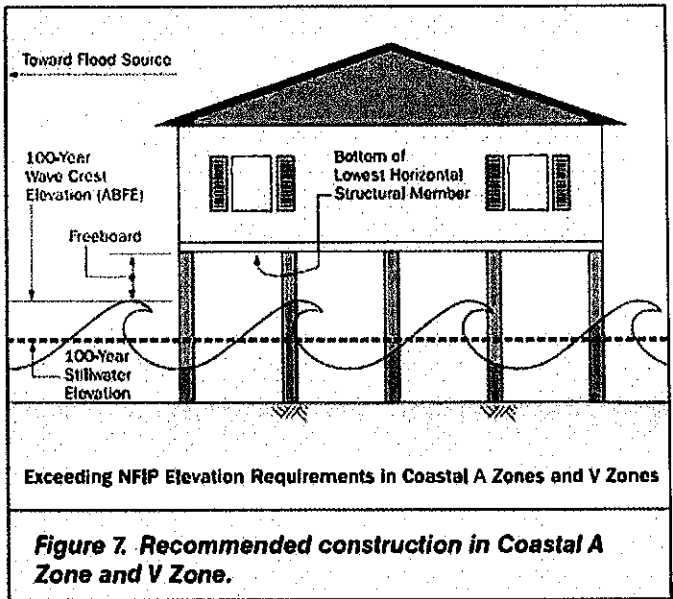 Toward Flood Source
100-Year
Wave Crest
Elevation (ABFE)
Freeboard
Bottom of
Lowest Horizontal
Structural Member
100-Year
Stillwater
Elevation
Exceeding NFIP Elevation Requirements in Coastal A Zones and V Zones
Figure 7. Recommended construction in Coastal A
Zone and V Zone.